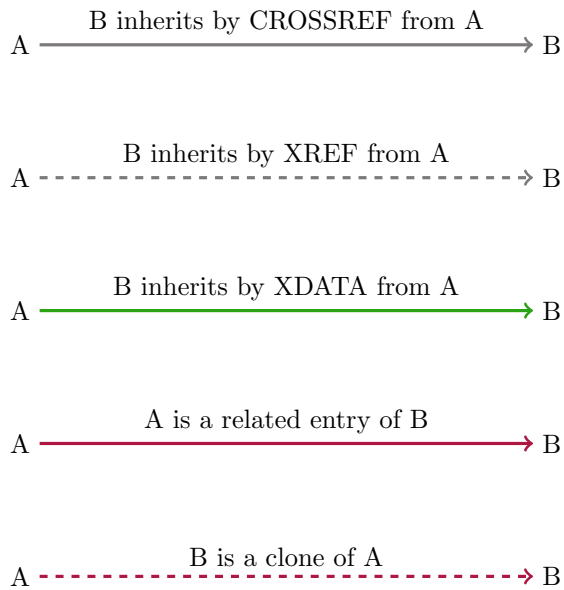 B inherits by CROSSREF from A
A B
B inherits by XREF from A
A B
B inherits by XDATA from A
A B
A is a related entry of B
A B
B is a clone of A
A B